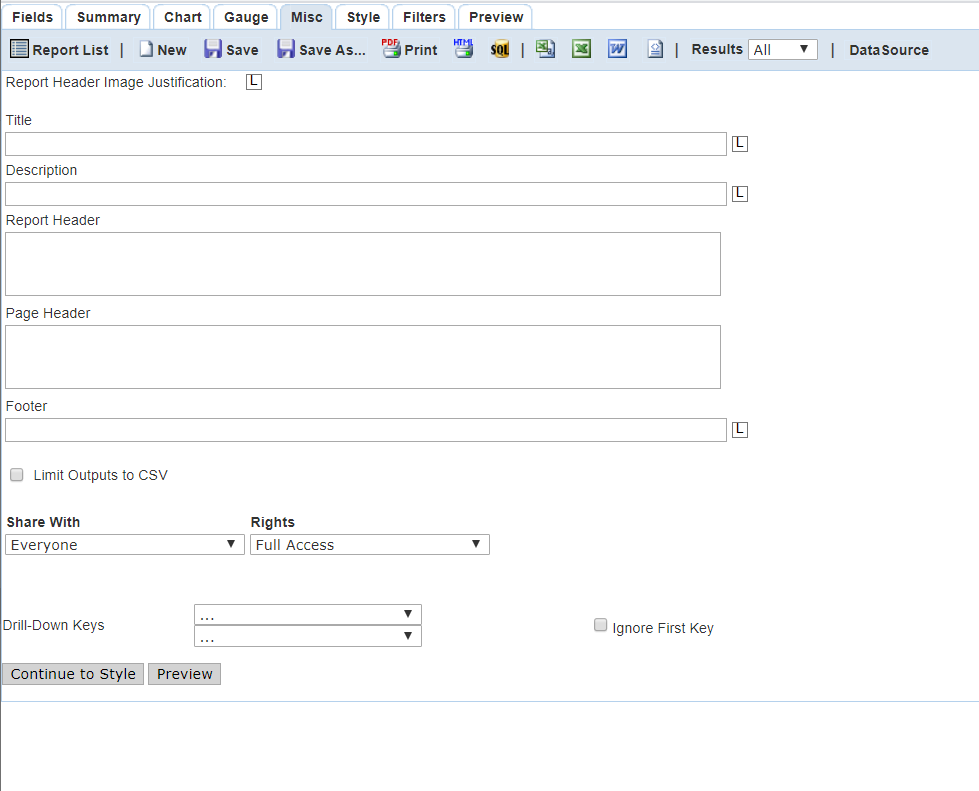 Fields Summary Chart Gauge Misc Style Filters Preview
Report List | New Save Save As... PDF Print HTML SQL | Results All | DataSource
Report Header Image Justification: L
Title
L
Description
L
Report Header
Page Header
Footer
L
Limit Outputs to CSV
Share With Rights
Everyone Full Access
...
Drill-Down Keys Ignore First Key
...
Continue to Style Preview